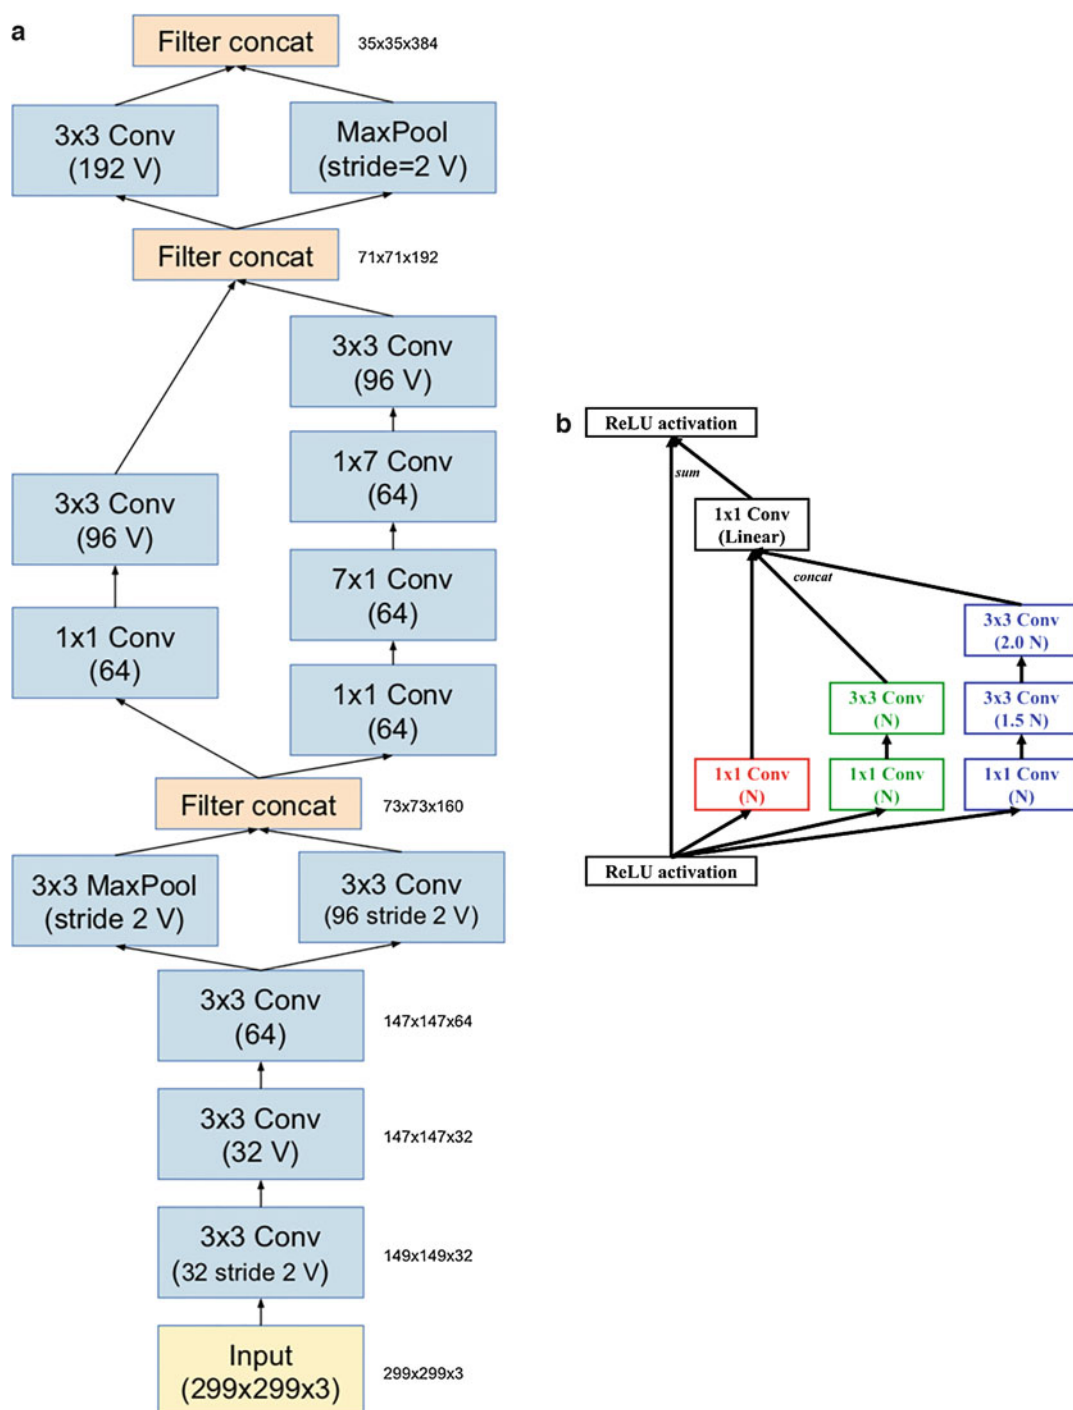 a
Filter concat
35x35x384
3x3 Conv
(192 V)
MaxPool
(stride=2 V)
Filter concat
71x71x192
3x3 Conv
(96 V)
1x7 Conv
(64)
3x3 Conv
(96 V)
7x1 Conv
(64)
1x1 Conv
(64)
1x1 Conv
(64)
Filter concat
73x73x160
3x3 MaxPool
(stride 2 V)
3x3 Conv
(96 stride 2 V)
3x3 Conv
(64)
147x147x64
3x3 Conv
(32 V)
147x147x32
3x3 Conv
(32 stride 2 V)
149x149x32
Input
(299x299x3)
299x299x3
b
ReLU activation
sum
1x1 Conv
(Linear)
concat
3x3 Conv
(2.0 N)
3x3 Conv
(N)
3x3 Conv
(1.5 N)
1x1 Conv
(N)
1x1 Conv
(N)
1x1 Conv
(N)
ReLU activation